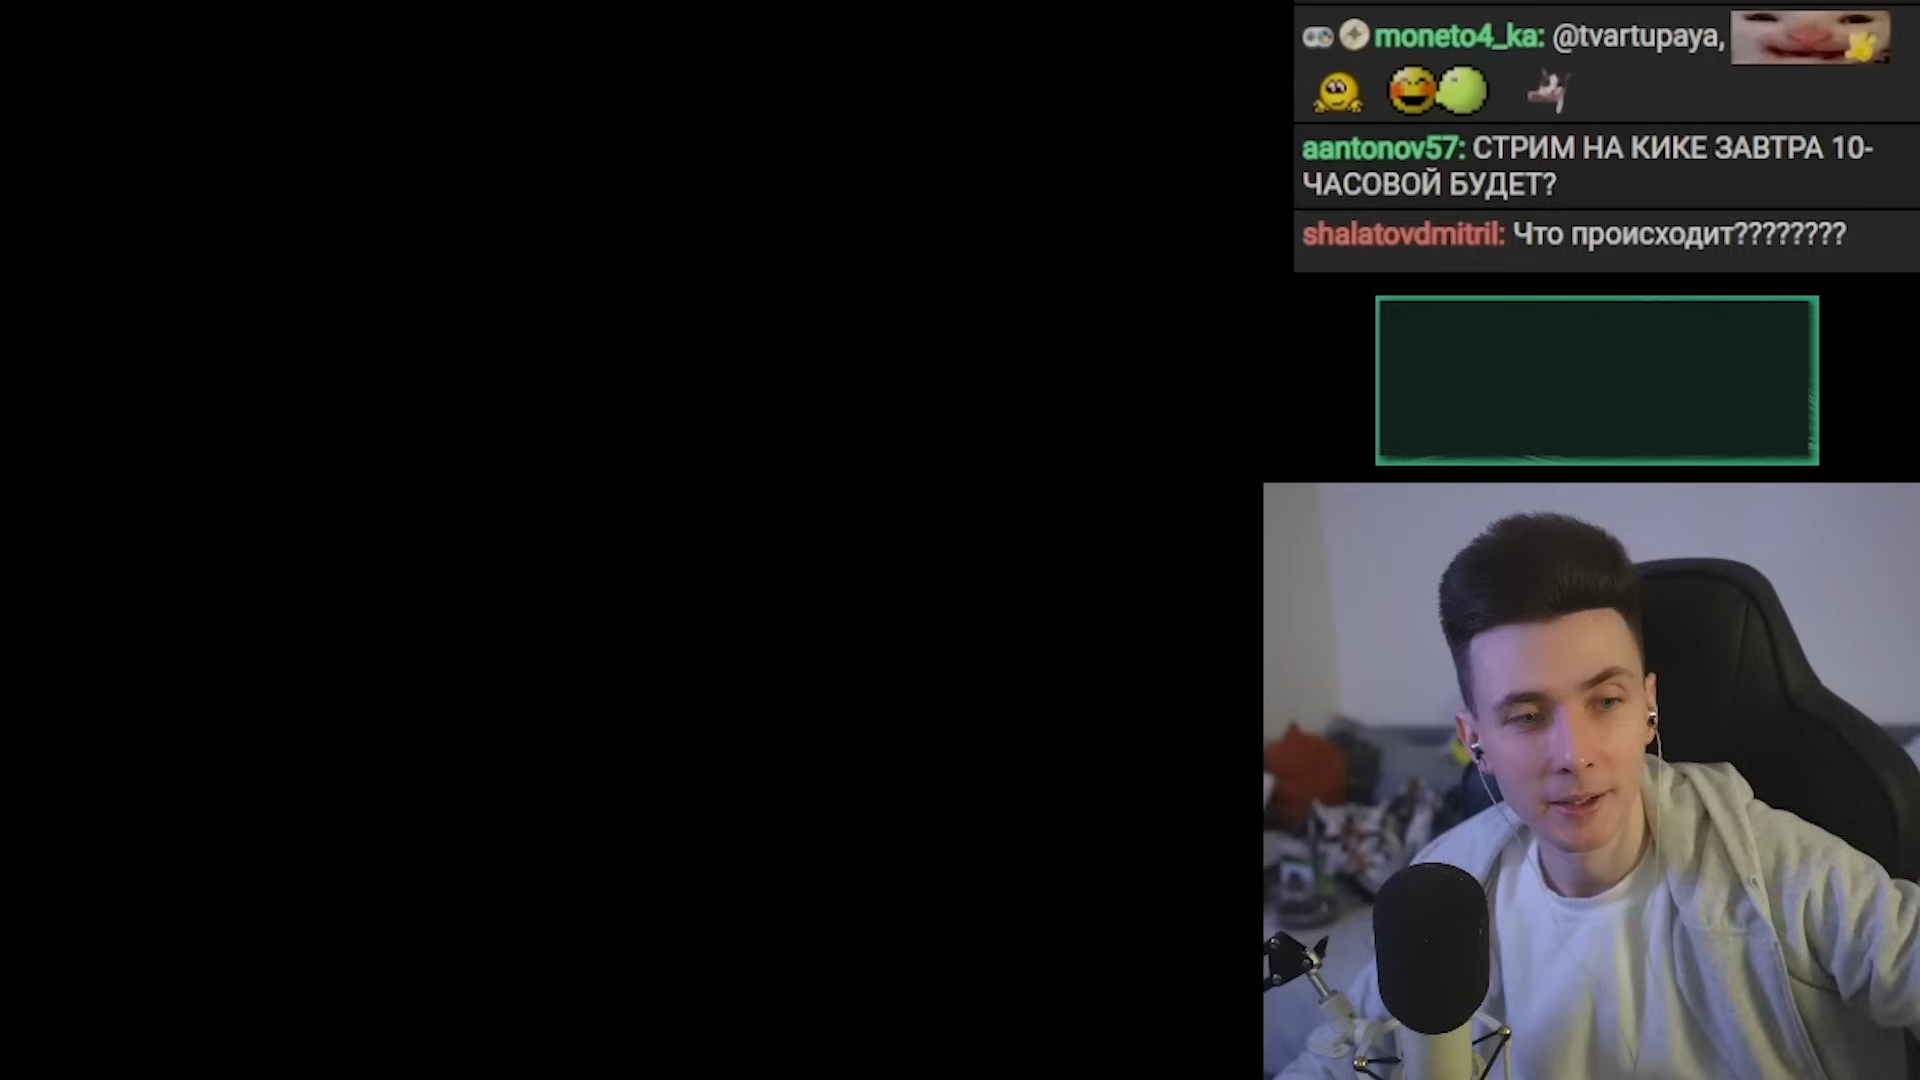 moneto4_ka: @tvartupaya,
aantonov57: СТРИМ НА КИКЕ ЗАВТРА 10-
ЧАСОВОЙ БУДЕТ?
shalatovdmitril: Что происходит????????